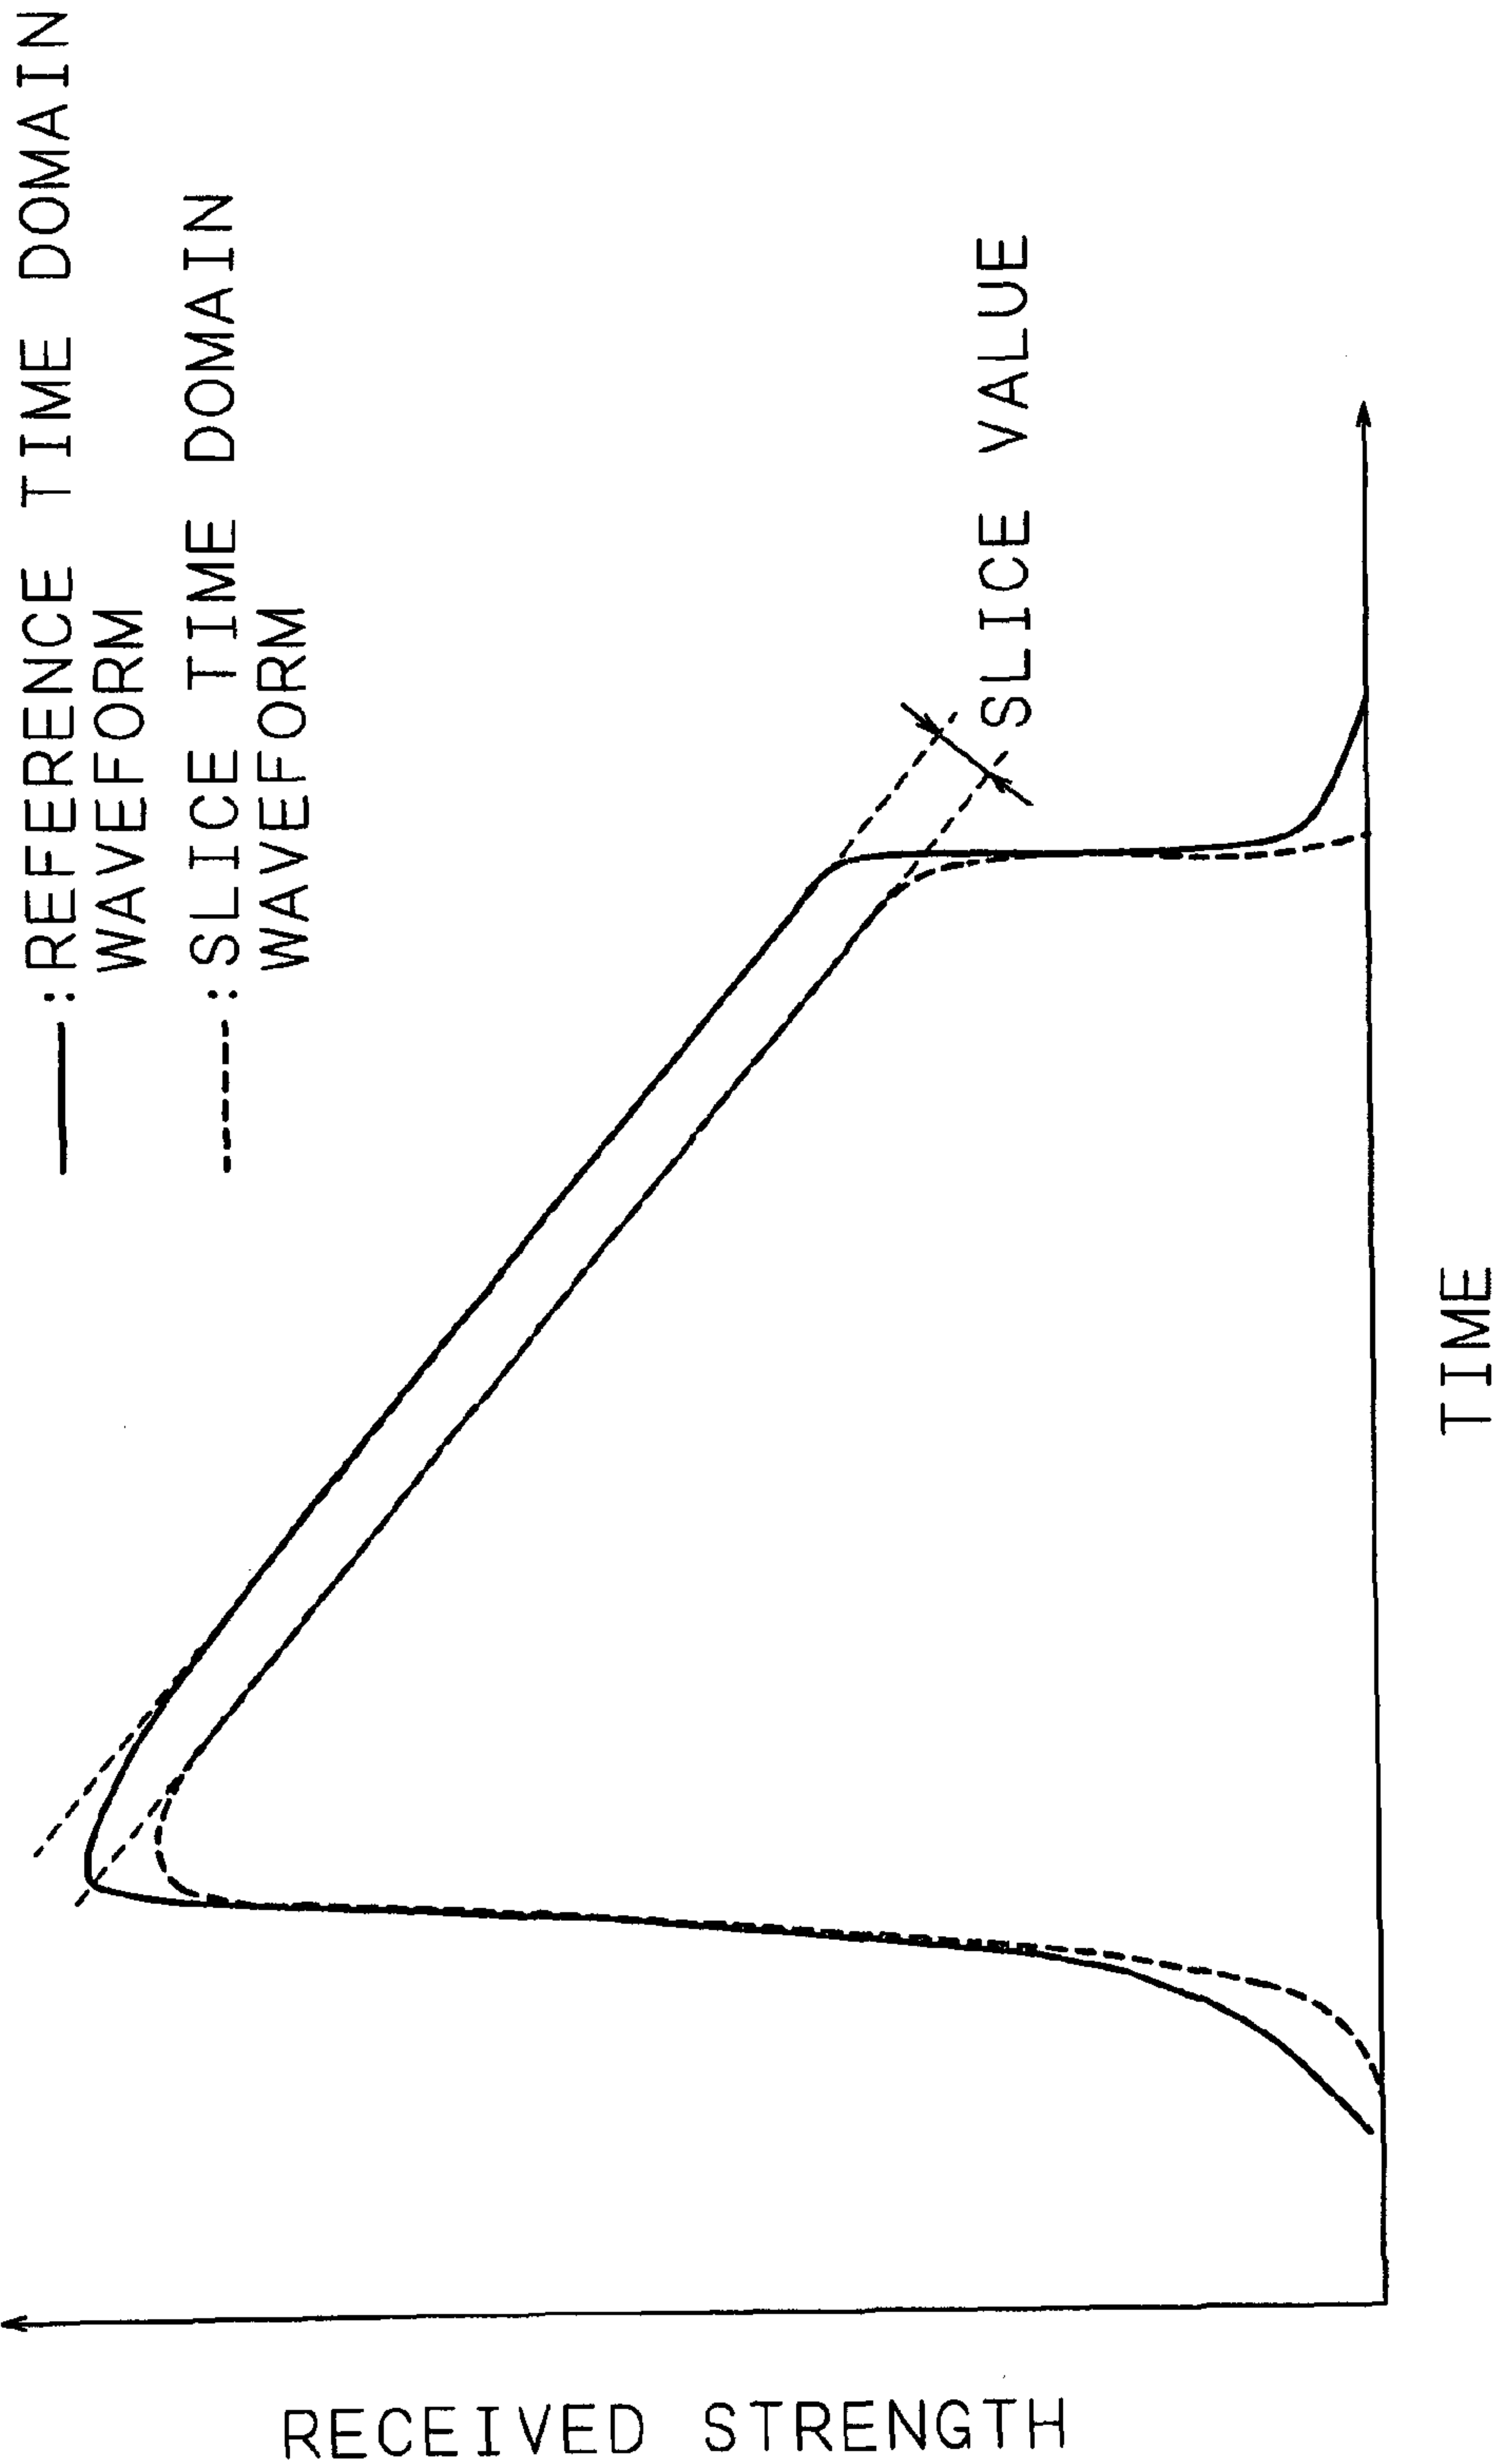 : REFERENCE TIME DOMAIN
WAVEFORM
: SLICE TIME DOMAIN
WAVEFORM
SLICE VALUE
RECEIVED STRENGTH
TIME